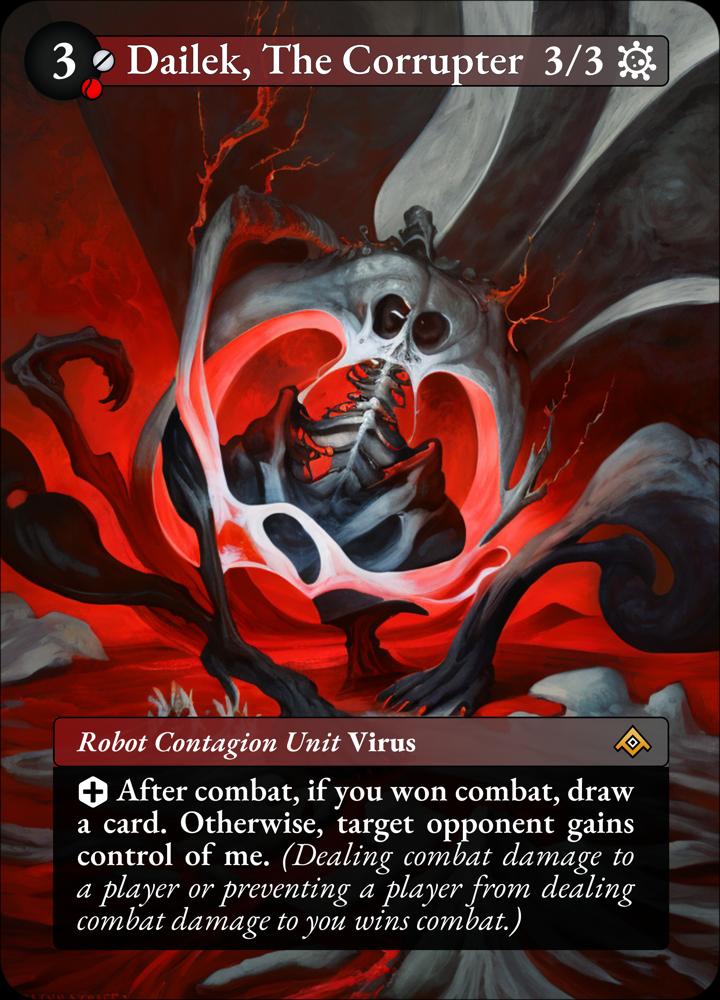 3 Dailek, The Corrupter 3/3
Robot Contagion Unit Virus
After combat, if you won combat, draw
a card. Otherwise, target opponent gains
control of me. (Dealing combat damage to
a player or preventing a player from dealing
combat damage to you wins combat.)